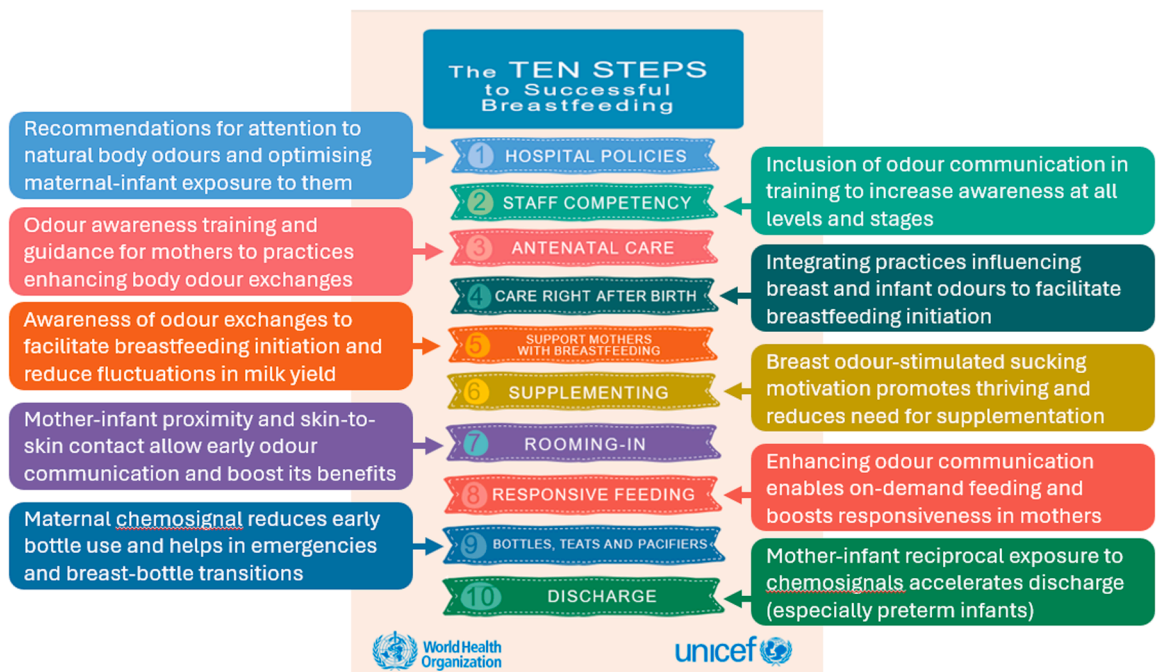 The TEN STEPS
to Successful
Breastfeeding
Recommendations for attention to
natural body odours and optimising
maternal-infant exposure to them
1 HOSPITAL POLICIES
Inclusion of odour communication in
training to increase awareness at all
levels and stages
2 STAFF COMPETENCY
Odour awareness training and
guidance for mothers to practices
enhancing body odour exchanges
3 ANTENATAL CARE
Integrating practices influencing
breast and infant odours to facilitate
breastfeeding initiation
4 CARE RIGHT AFTER BIRTH
Awareness of odour exchanges to
facilitate breastfeeding initiation and
reduce fluctuations in milk yield
5 SUPPORT MOTHERS
WITH BREASTFEEDING
Breast odour-stimulated sucking
motivation promotes thriving and
reduces need for supplementation
6 SUPPLEMENTING
Mother-infant proximity and skin-to-
skin contact allow early odour
communication and boost its benefits
7 ROOMING-IN
Enhancing odour communication
enables on-demand feeding and
boosts responsiveness in mothers
8 RESPONSIVE FEEDING
Maternal chemosignal reduces early
bottle use and helps in emergencies
and breast-bottle transitions
9 BOTTLES, TEATS AND PACIFIERS
Mother-infant reciprocal exposure to
chemosignals accelerates discharge
(especially preterm infants)
10 DISCHARGE
World Health
Organization
unicef